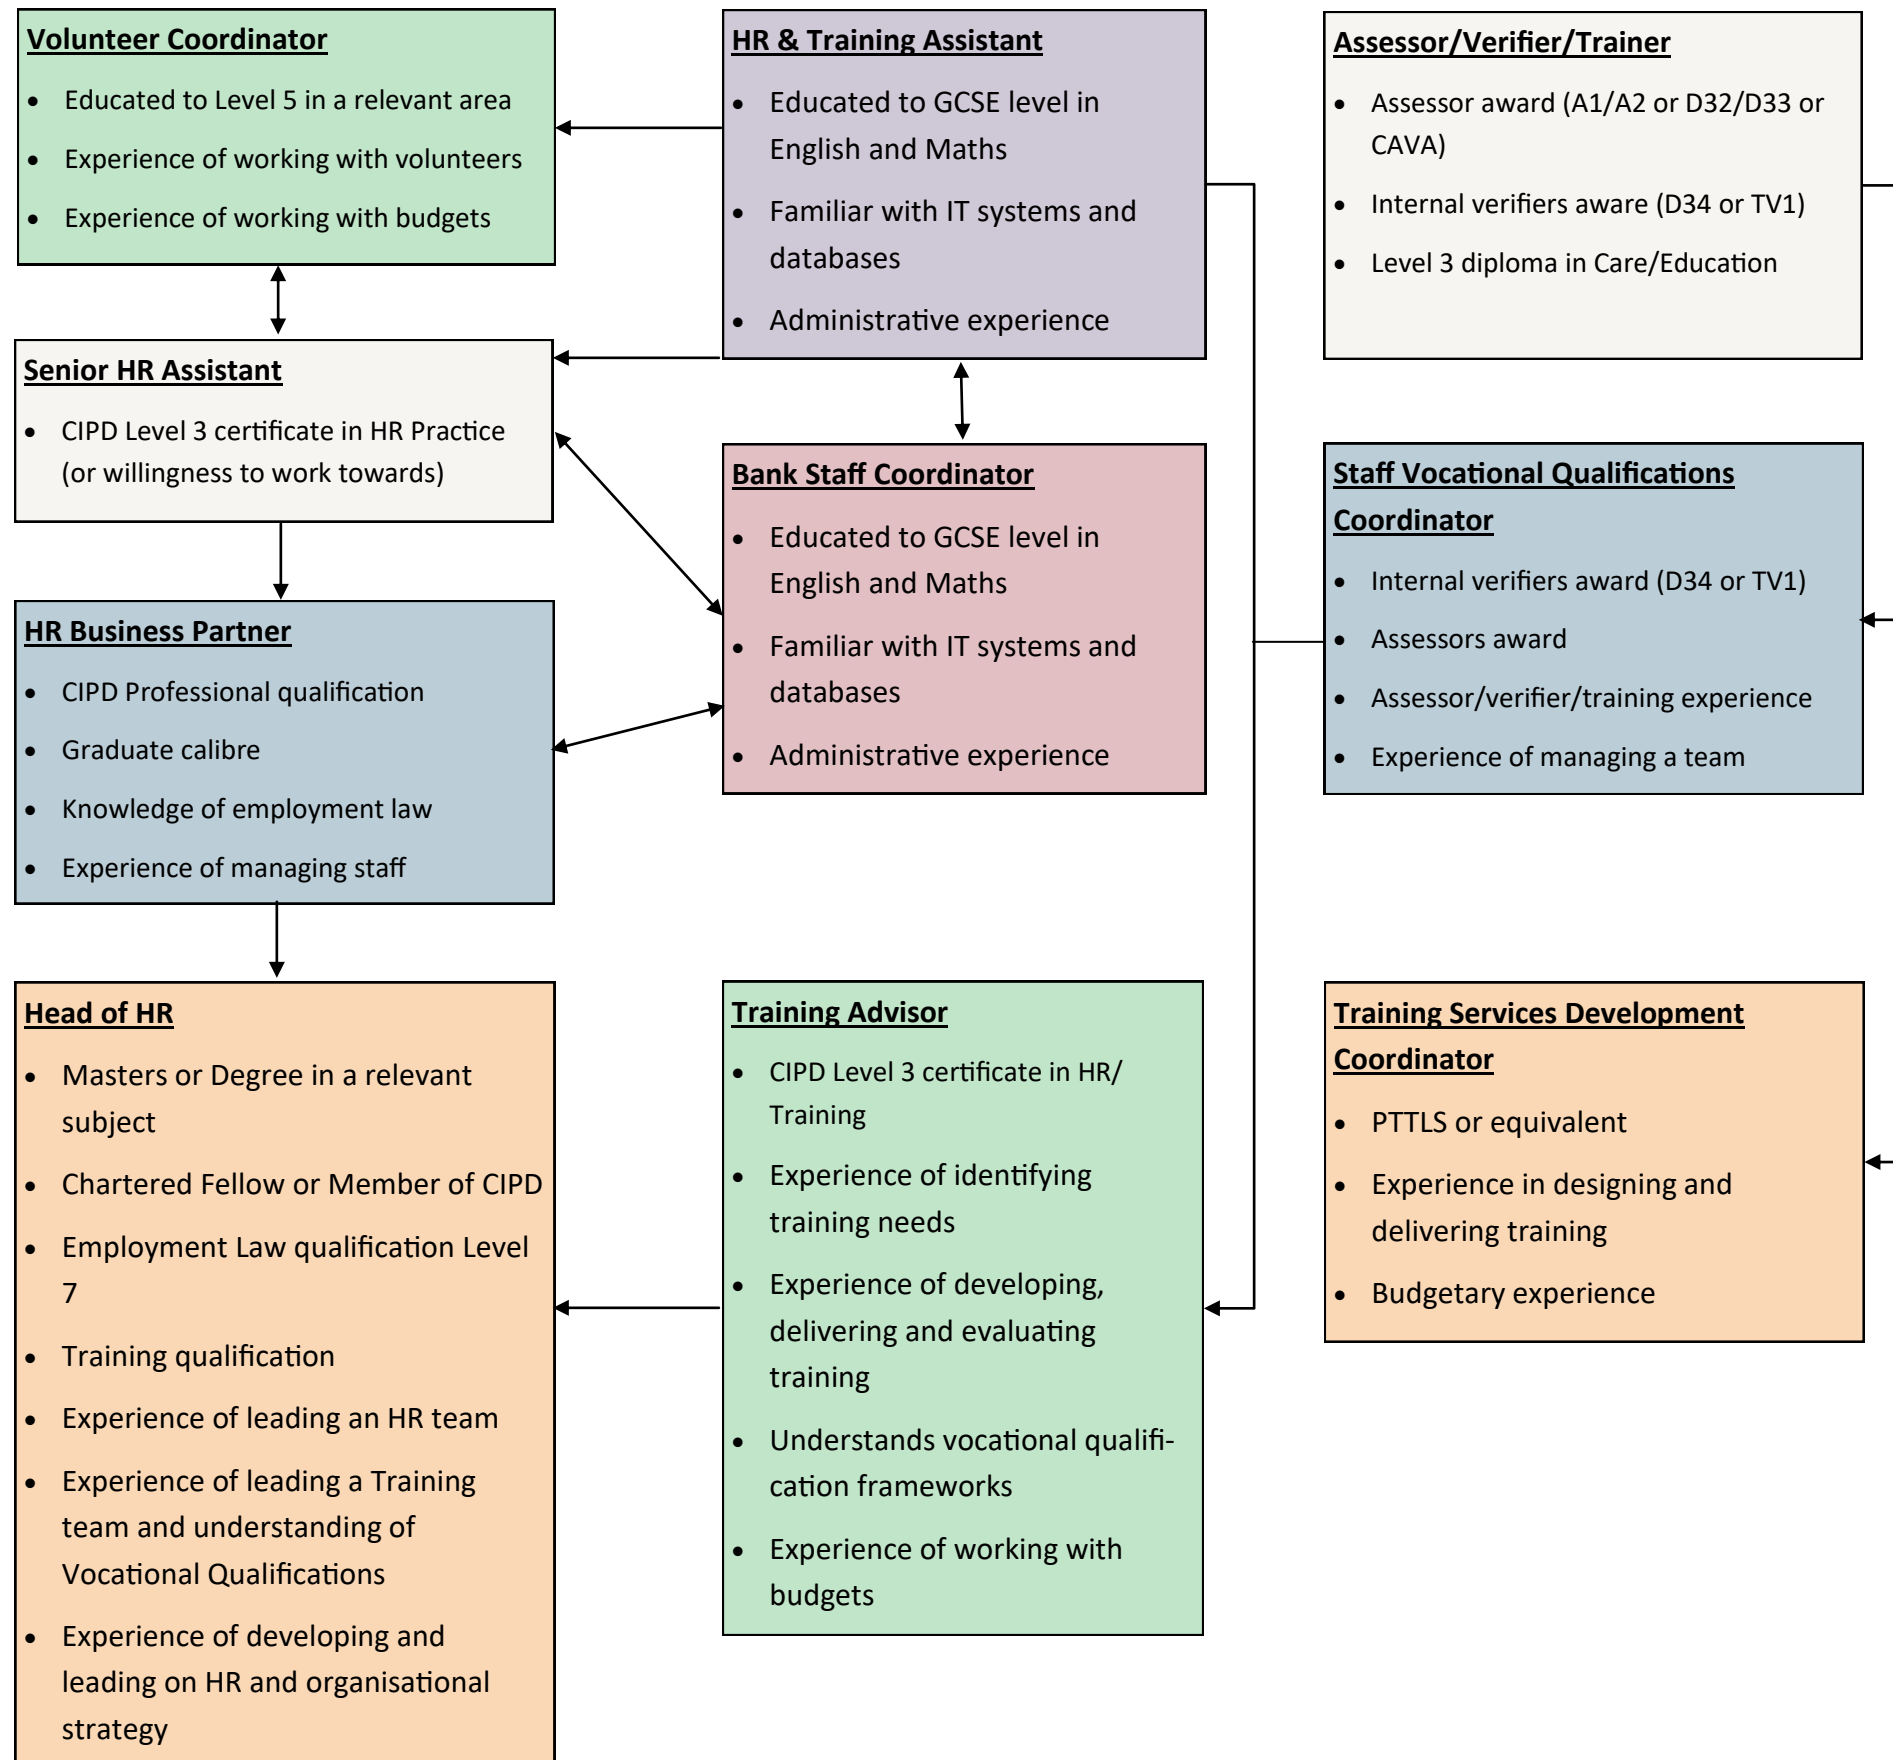 Volunteer Coordinator
• Educated to Level 5 in a relevant area
• Experience of working with volunteers
• Experience of working with budgets
Senior HR Assistant
• CIPD Level 3 certificate in HR Practice
(or willingness to work towards)
HR Business Partner
• CIPD Professional qualification
• Graduate calibre
• Knowledge of employment law
• Experience of managing staff
Head of HR
• Masters or Degree in a relevant
subject
• Chartered Fellow or Member of CIPD
• Employment Law qualification Level
7
• Training qualification
• Experience of leading an HR team
• Experience of leading a Training
team and understanding of
Vocational Qualifications
• Experience of developing and
leading on HR and organisational
strategy
HR & Training Assistant
• Educated to GCSE level in
English and Maths
• Familiar with IT systems and
databases
• Administrative experience
Bank Staff Coordinator
• Educated to GCSE level in
English and Maths
• Familiar with IT systems and
databases
• Administrative experience
Training Advisor
• CIPD Level 3 certificate in HR/
Training
• Experience of identifying
training needs
• Experience of developing,
delivering and evaluating
training
• Understands vocational qualifi-
cation frameworks
• Experience of working with
budgets
Assessor/Verifier/Trainer
• Assessor award (A1/A2 or D32/D33 or
CAVA)
• Internal verifiers aware (D34 or TV1)
• Level 3 diploma in Care/Education
Staff Vocational Qualifications
Coordinator
• Internal verifiers award (D34 or TV1)
• Assessors award
• Assessor/verifier/training experience
• Experience of managing a team
Training Services Development
Coordinator
• PTTLS or equivalent
• Experience in designing and
delivering training
• Budgetary experience